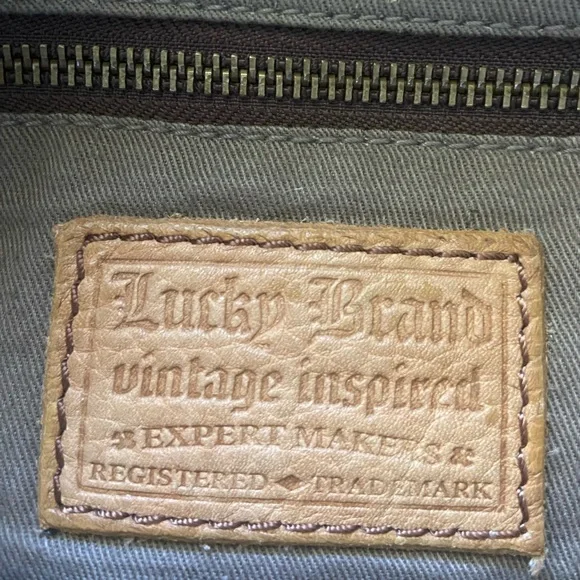 Lucky Brand
vintage inspired
EXPERT MAKERS
REGISTERED TRADEMARK